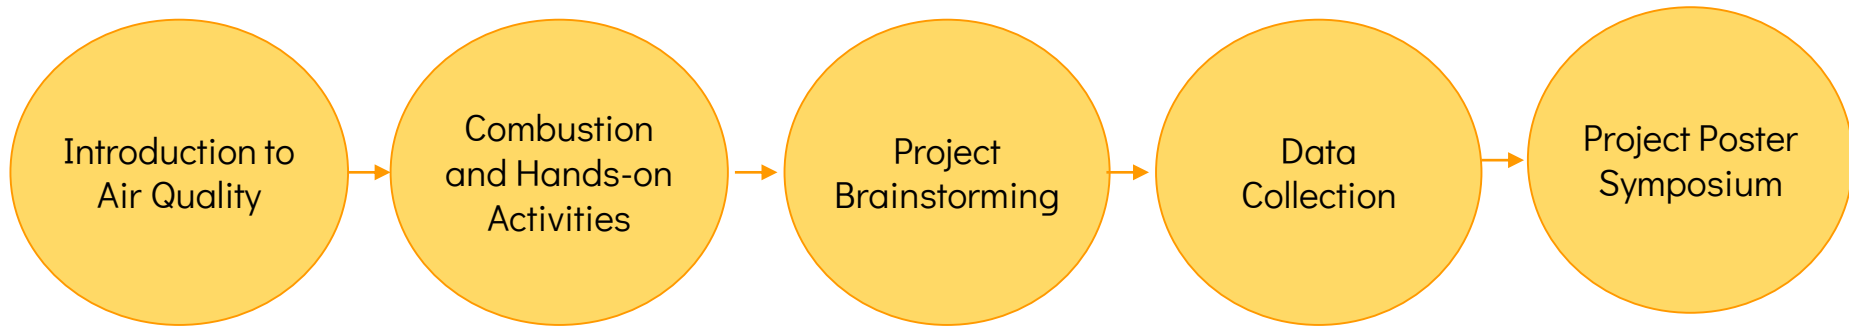 Introduction to
Air Quality
Combustion
and Hands-on
Activities
Project
Brainstorming
Data
Collection
Project Poster
Symposium